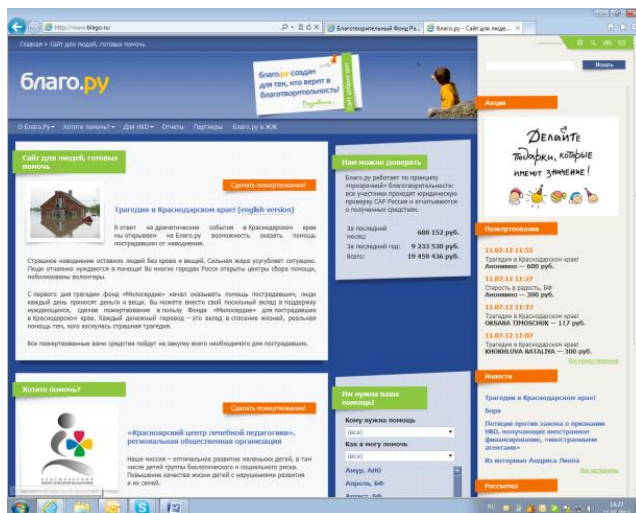 http://www.blago.ru/
Благотворительный Фонд Ра...
благо.ру - Сайт для люде...
Главная » Сайт для людей, готовых помочь
благо.ру
благо.ру создан
для тех, кто верит в
благотворительность!
Подробнее...
Искать
О Благо.Ру
Хотите помочь?
Для НКО
Отчеты
Партнеры
Благо.ру в ЖЖ
Сайт для людей, готовых
помочь
Сделать пожертвование!
Трагедия в Краснодарском крае! (english version)
В ответ на драматические события в Краснодарском крае
мы открываем на Благо.ру возможность оказать помощь
пострадавшим от наводнения.
Страшное наводнение оставило людей без крова и вещей. Сильная жара усугубляет ситуацию.
Люди отчаянно нуждаются в помощи! Во многих городах России открыты центры сбора помощи,
мобилизованы волонтеры.
С первого дня трагедии фонд «Милосердие» начал оказывать помощь пострадавшим, люди
каждый день приносят деньги и вещи. Вы можете внести свой посильный вклад в поддержку
нуждающихся, сделав пожертвование в пользу Фонда «Милосердие» для пострадавших
в Краснодарском крае. Каждый денежный перевод – это вклад в спасение жизней, реальная
помощь тем, кого коснулась страшная трагедия.
Все пожертвованные вами средства пойдут на закупку всего необходимого для пострадавших.
Нам можно доверять
Благо.ру работает по принципу
«прозрачной» благотворительности:
все участники проходят юридическую
проверку CAF Россия и отчитываются
о полученных средствах.
За последний
месяц: 680 152 руб.
За последний год: 9 233 538 руб.
Всего: 19 459 436 руб.
Акции
Делайте
подарки, которые
имеют значение!
Пожертвования
11.07.12 11:55
Трагедия в Краснодарском крае!
Анонимно — 600 руб.
11.07.12 11:27
Старость в радость, БФ
Анонимно — 300 руб.
11.07.12 11:23
Трагедия в Краснодарском крае!
OKSANA TIMOSCHUK — 117 руб.
11.07.12 11:07
Трагедия в Краснодарском крае!
KHOKHLOVA NATALIYA — 300 руб.
Все пожертвования
Хотите помочь?
Сделать пожертвование!
«Красноярский центр лечебной педагогики»,
региональная общественная организация
Наша миссия – оптимальное развитие маленьких детей, в том
числе детей группы биологического и социального риска.
Повышение качества жизни детей с нарушениями развития
и их семей.
Им нужна ваша
помощь!
Кому нужна помощь
(все)
Как я могу помочь
(все)
Амур, АНО
Апрель, БФ
Артист, БФ
Новости
Трагедия в Краснодарском крае!
Боря
Петиция против закона о признании
НКО, получающих иностранное
финансирование, «иностранными
агентами»
Из интервью Андриса Лиепа
Все новости
Рассылка
RU
14:27